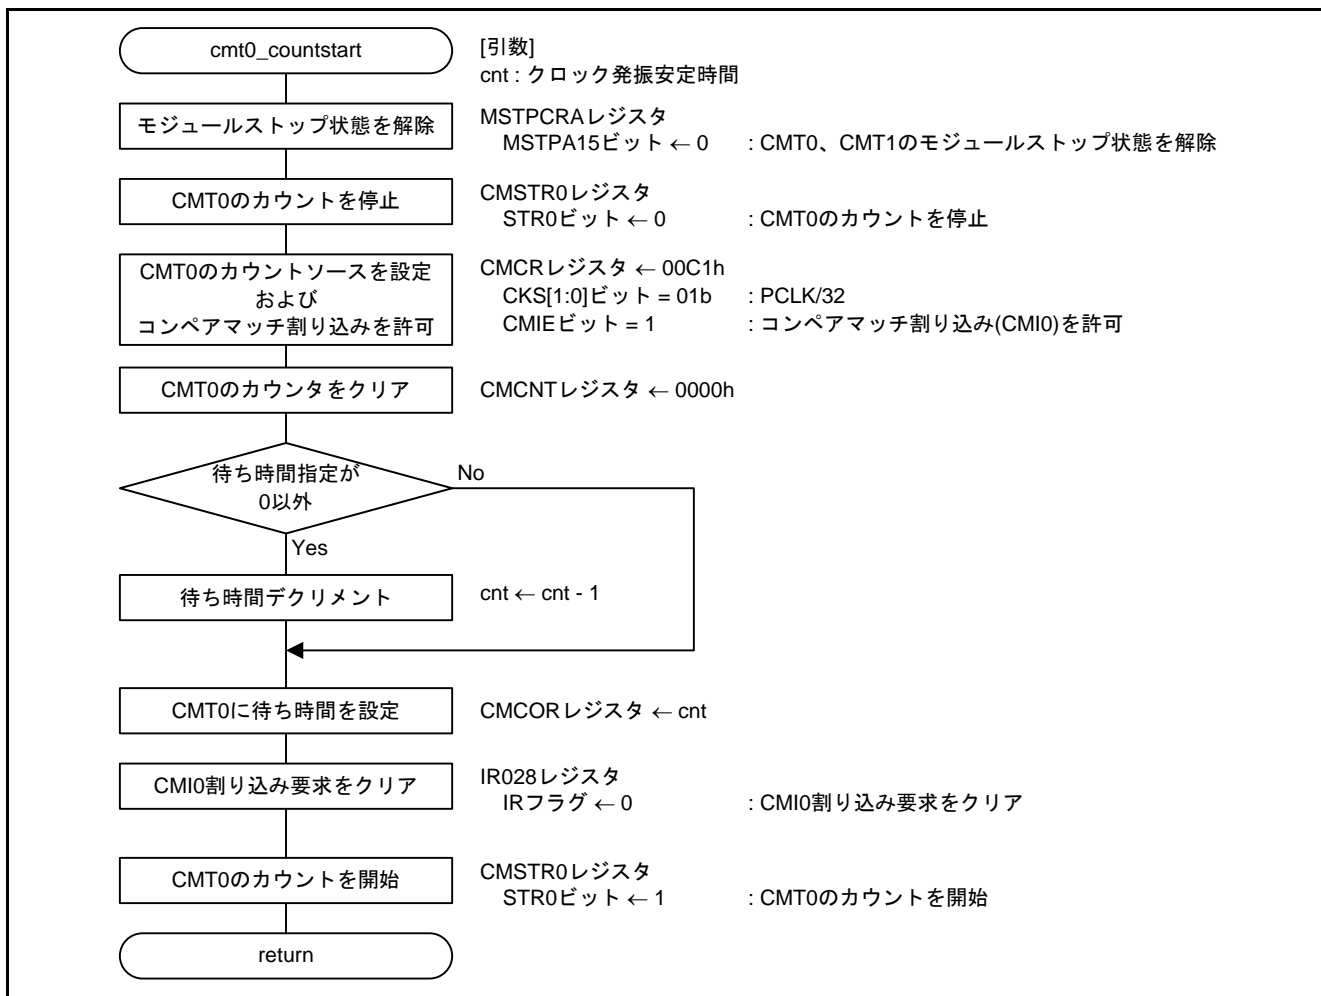 cmt0_countstart
[引数]
cnt : クロック発振安定時間
モジュールストップ状態を解除
MSTPCRAレジスタ
MSTPA15ビット ← 0 : CMT0、CMT1のモジュールストップ状態を解除
CMT0のカウントを停止
CMSTR0レジスタ
STR0ビット ← 0 : CMT0のカウントを停止
CMT0のカウントソースを設定
および
コンペアマッチ割り込みを許可
CMCRレジスタ ← 00C1h
CKS[1:0]ビット = 01b : PCLK/32
CMIEビット = 1 : コンペアマッチ割り込み(CMI0)を許可
CMT0のカウンタをクリア
CMCNTレジスタ ← 0000h
待ち時間指定が
0以外
No
Yes
待ち時間デクリメント
cnt ← cnt - 1
CMT0に待ち時間を設定
CMCORレジスタ ← cnt
CMI0割り込み要求をクリア
IR028レジスタ
IRフラグ ← 0 : CMI0割り込み要求をクリア
CMT0のカウントを開始
CMSTR0レジスタ
STR0ビット ← 1 : CMT0のカウントを開始
return